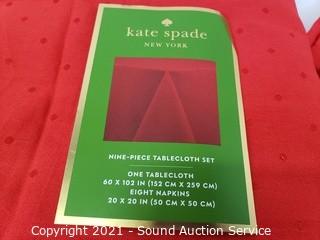 kate spade
NEW YORK
NINE-PIECE TABLECLOTH SET
ONE TABLECLOTH
60 X 102 IN (152 CM X 259 CM)
EIGHT NAPKINS
20 X 20 IN (50 CM X 50 CM)
Copyright 2021 - Sound Auction Service